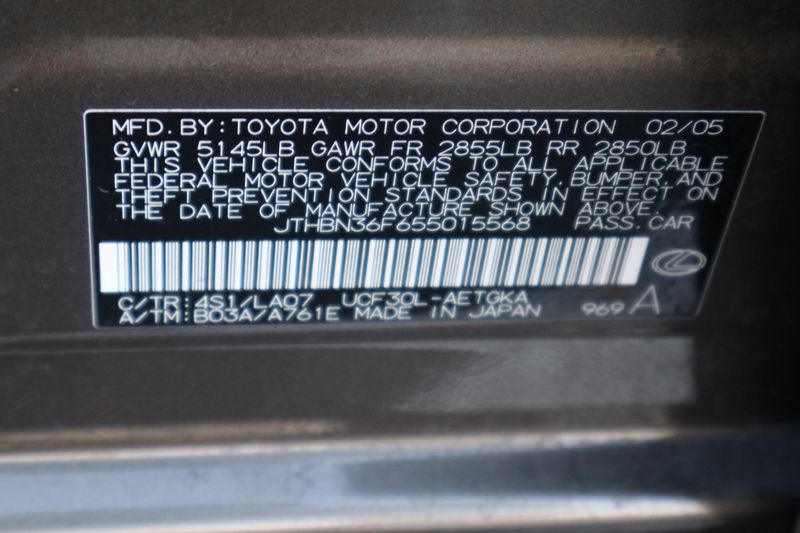 MFD. BY: TOYOTA MOTOR CORPORATION 02/05
GVWR 5145LB GAWR FR 2855LB RR 2850LB
THIS VEHICLE CONFORMS TO ALL APPLICABLE
FEDERAL MOTOR VEHICLE SAFETY, BUMPER, AND
THEFT PREVENTION STANDARDS IN EFFECT ON
THE DATE OF MANUFACTURE SHOWN ABOVE.
JTHBN36F655015568 PASS. CAR
C/TR: 4S1/LA07 UCF30L-AETGKA
A/TM: B03A/A761E MADE IN JAPAN 969 A